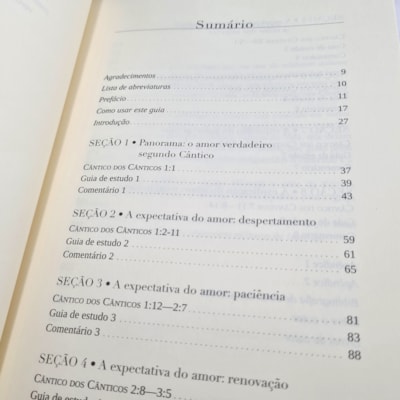 Sumário
Agradecimentos 9
Lista de abreviaturas 10
Prefácio 11
Como usar este guia 17
Introdução 27
SEÇÃO 1 • Panorama: o amor verdadeiro
segundo Cântico
Cântico dos Cânticos 1:1 37
Guia de estudo 1 39
Comentário 1 43
SEÇÃO 2 • A expectativa do amor: despertamento
Cântico dos Cânticos 1:2-11 59
Guia de estudo 2 61
Comentário 2 65
SEÇÃO 3 • A expectativa do amor: paciência
Cântico dos Cânticos 1:12—2:7 81
Guia de estudo 3 83
Comentário 3 88
SEÇÃO 4 • A expectativa do amor: renovação
Cântico dos Cânticos 2:8—3:5
Guia de estudo